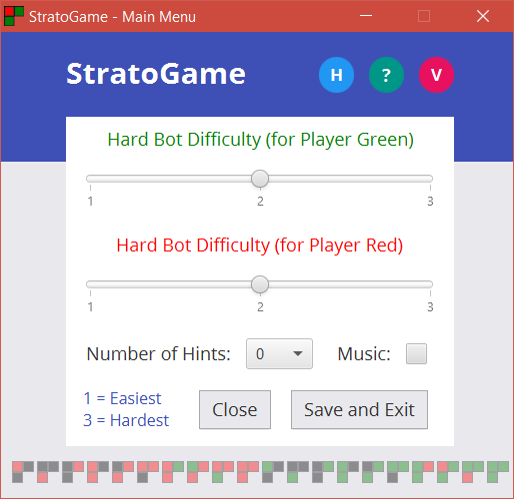 StratoGame - Main Menu
StratoGame
H ? V
Hard Bot Difficulty (for Player Green)
1 2 3
Hard Bot Difficulty (for Player Red)
1 2 3
Number of Hints: 0 Music:
1 = Easiest
3 = Hardest
Close Save and Exit